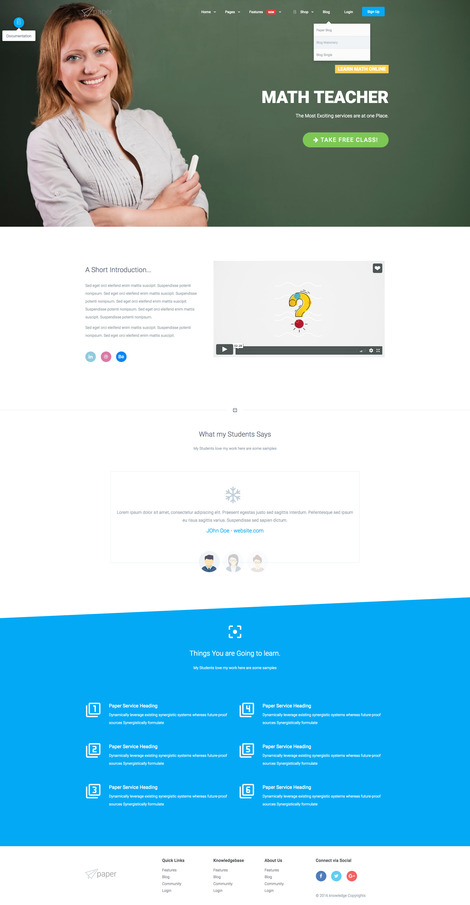 paper
Home Pages Features NEW Shop Blog Login Sign Up
Documentation
Paper Blog
Blog Masonary
Blog Single
LEARN MATH ONLINE
MATH TEACHER
The Most Exciting services are at one Place.
TAKE FREE CLASS!
A Short Introduction...
Sed eget orci eleifend enim mattis suscipit. Suspendisse potenti
nonipsum. Sed eget orci eleifend enim mattis suscipit. Suspendisse
potenti nonipsum. Sed eget orci eleifend enim mattis suscipit.
Suspendisse potenti nonipsum. Sed eget orci eleifend enim mattis
suscipit. Suspendisse potenti nonipsum.
Sed eget orci eleifend enim mattis suscipit. Suspendisse potenti
nonipsum. Sed eget orci eleifend enim mattis suscipit.
What my Students Says
My Students love my work here are some samples
Lorem ipsum dolor sit amet, consectetur adipiscing elit. Praesent egestas justo sed sagittis interdum. Pellentesque sed ipsum
eu risus sagittis varius. Suspendisse sed sapien dictum.
JOhn Doe - website.com
Things You are Going to learn.
My Students love my work here are some samples
1
Paper Service Heading
Dynamically leverage existing synergistic systems whereas future-proof
sources Synergistically formulate
4
Paper Service Heading
Dynamically leverage existing synergistic systems whereas future-proof
sources Synergistically formulate
2
Paper Service Heading
Dynamically leverage existing synergistic systems whereas future-proof
sources Synergistically formulate
5
Paper Service Heading
Dynamically leverage existing synergistic systems whereas future-proof
sources Synergistically formulate
3
Paper Service Heading
Dynamically leverage existing synergistic systems whereas future-proof
sources Synergistically formulate
6
Paper Service Heading
Dynamically leverage existing synergistic systems whereas future-proof
sources Synergistically formulate
paper
Quick Links
Features
Blog
Community
Login
Knowledgebase
Features
Blog
Community
Login
About Us
Features
Blog
Community
Login
Connect via Social
© 2016 knowledge Copyrights